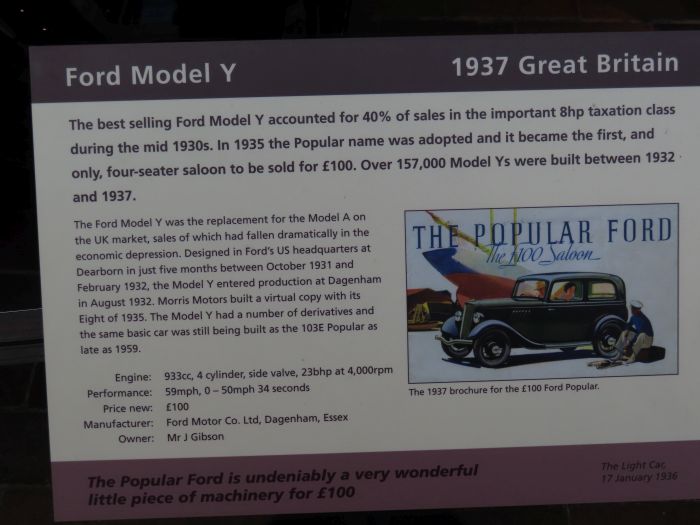 Ford Model Y
1937 Great Britain
The best selling Ford Model Y accounted for 40% of sales in the important 8hp taxation class
during the mid 1930s. In 1935 the Popular name was adopted and it became the first, and
only, four-seater saloon to be sold for £100. Over 157,000 Model Ys were built between 1932
and 1937.
The Ford Model Y was the replacement for the Model A on
the UK market, sales of which had fallen dramatically in the
economic depression. Designed in Ford's US headquarters at
Dearborn in just five months between October 1931 and
February 1932, the Model Y entered production at Dagenham
in August 1932. Morris Motors built a virtual copy with its
Eight of 1935. The Model Y had a number of derivatives and
the same basic car was still being built as the 103E Popular as
late as 1959.
THE POPULAR FORD
The £100 Saloon
The 1937 brochure for the £100 Ford Popular.
Engine: 933cc, 4 cylinder, side valve, 23bhp at 4,000rpm
Performance: 59mph, 0 – 50mph 34 seconds
Price new: £100
Manufacturer: Ford Motor Co. Ltd, Dagenham, Essex
Owner: Mr J Gibson
The Popular Ford is undeniably a very wonderful
little piece of machinery for £100
The Light Car,
17 January 1936